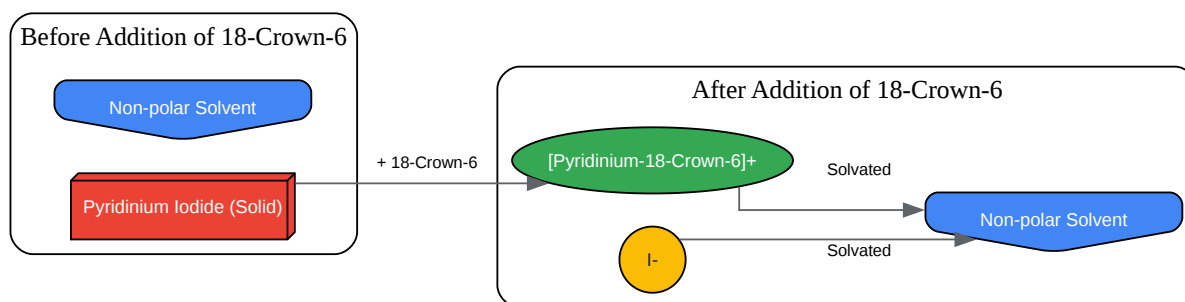 Before Addition of 18-Crown-6
Non-polar Solvent
Pyridinium Iodide (Solid)
+ 18-Crown-6
After Addition of 18-Crown-6
[Pyridinium-18-Crown-6]+
Solvated
Non-polar Solvent
I-
Solvated